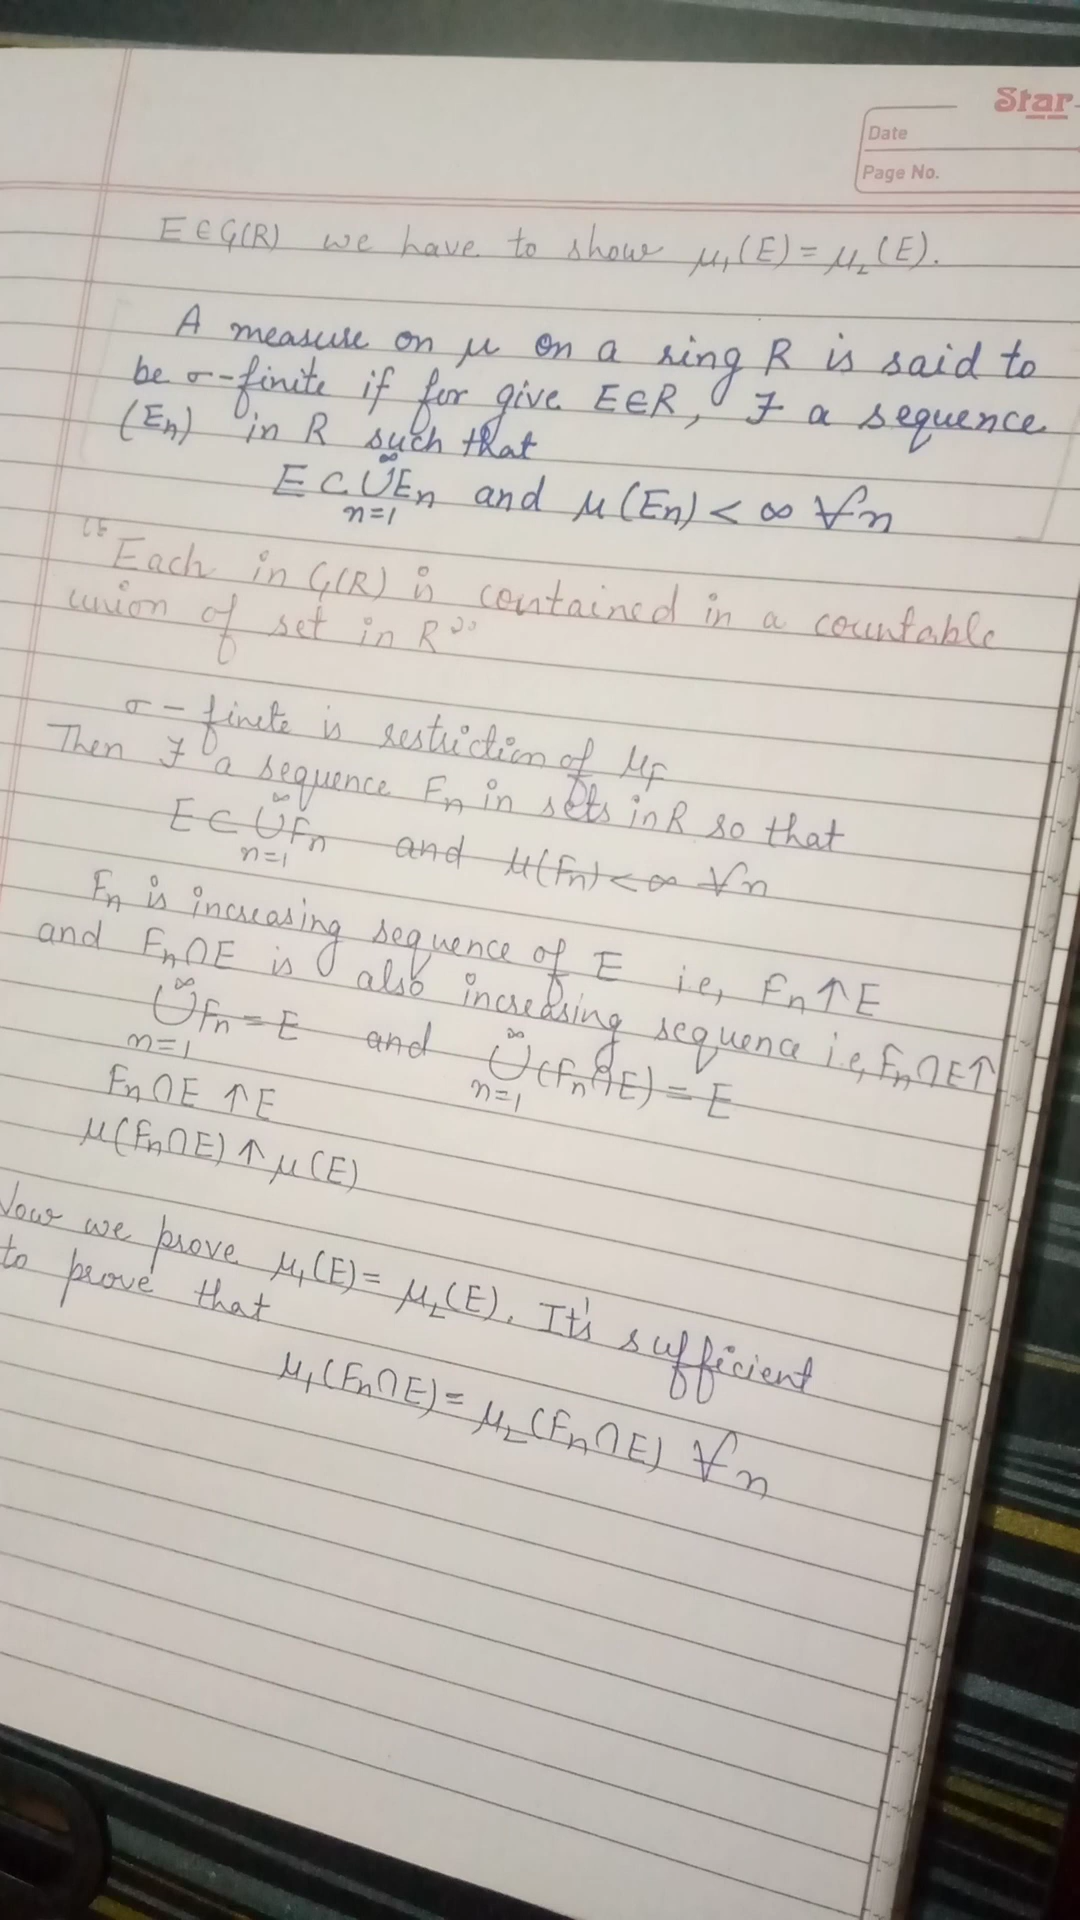 Star
Date
Page No.
E ∈ G(R) we have to show μ₁(E) = μ₂(E).
A measure on μ on a ring R is said to
be σ-finite if for give E∈R, ∃ a sequence
(En) in R such that
E ⊂ ∞∪n=1 En and μ(En) < ∞ ∀n
"Each in G(R) is contained in a countable
union of set in R"
σ-finite is restriction of μF
Then ∃ a sequence Fn in sets in R so that
E ⊂ ∞∪n=1 Fn and μ(Fn) < ∞ ∀n
Fn is increasing sequence of E i.e, Fn↑E
and Fn∩E is also increasing sequence i.e, Fn∩E↑
∞∪n=1 Fn = E and ∞∪n=1 (Fn∩E) = E
Fn∩E ↑E
μ(Fn∩E) ↑ μ(E)
Now we prove μ₁(E) = μ₂(E). It's sufficient
to prove that
μ₁(Fn∩E) = μ₂(Fn∩E) ∀n